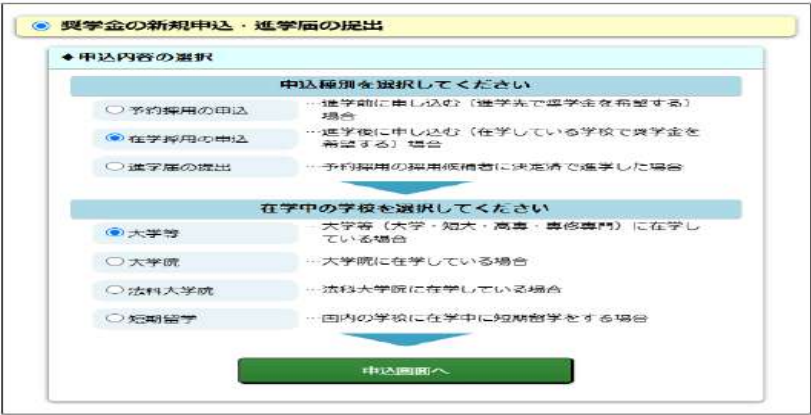 奨学金の新規申込・進学届の提出
◆申込内容の選択
申込種別を選択してください
予約採用の申込
…進学前に申し込む（進学先で奨学金を希望する）
場合
在学採用の申込
…進学後に申し込む（在学している学校で奨学金を
希望する）場合
進学届の提出
…予約採用の採用候補者に決定済で進学した場合
在学中の学校を選択してください
大学等
…大学等（大学・短大・高専・専修専門）に在学し
ている場合
大学院
…大学院に在学している場合
法科大学院
…法科大学院に在学している場合
短期留学
…国内の学校に在学中に短期留学をする場合
申込画面へ